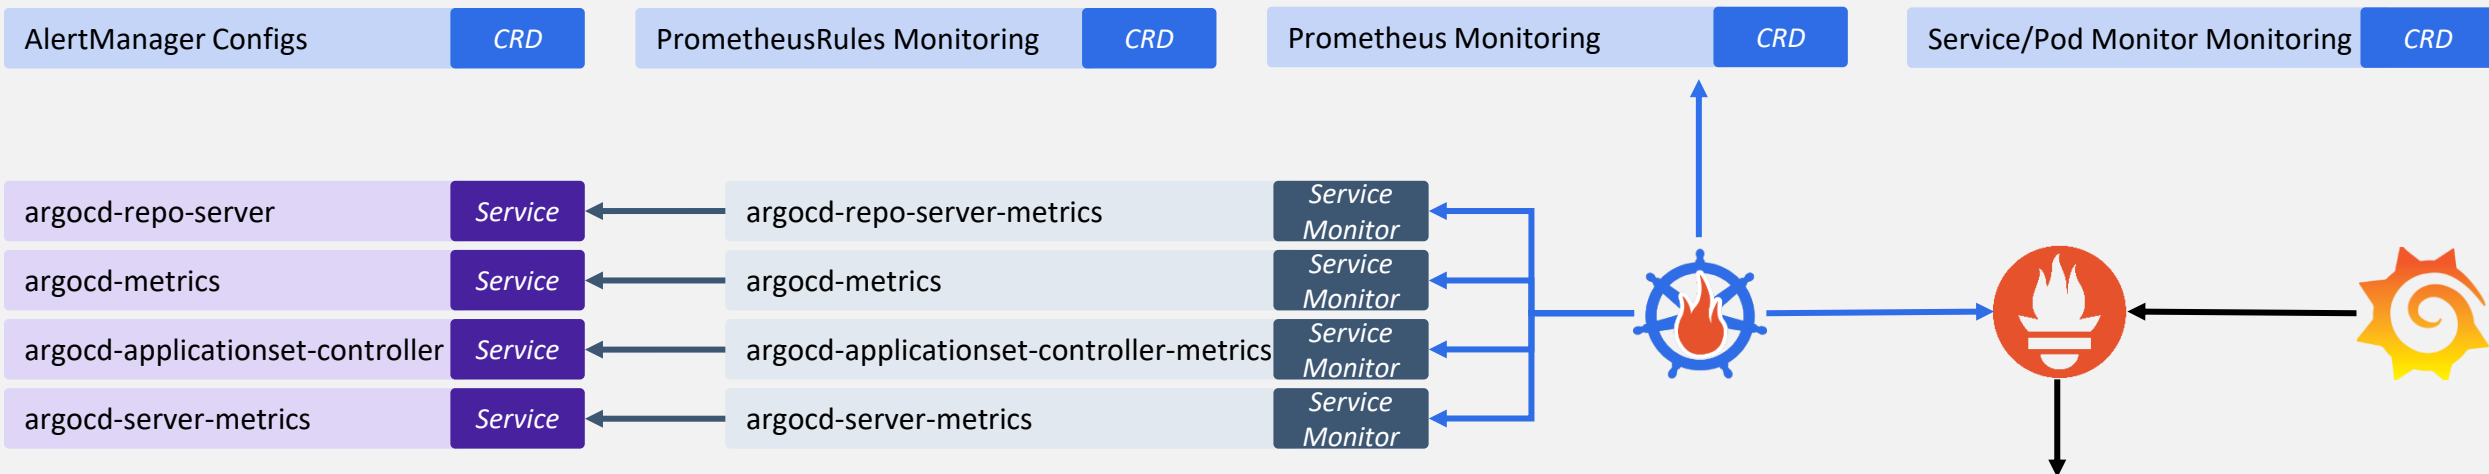 AlertManager Configs CRD PrometheusRules Monitoring CRD Prometheus Monitoring CRD Service/Pod Monitor Monitoring CRD
argocd-repo-server Service argocd-repo-server-metrics Service
Monitor
argocd-metrics Service argocd-metrics Service
Monitor
argocd-applicationset-controller Service argocd-applicationset-controller-metrics Service
Monitor
argocd-server-metrics Service argocd-server-metrics Service
Monitor